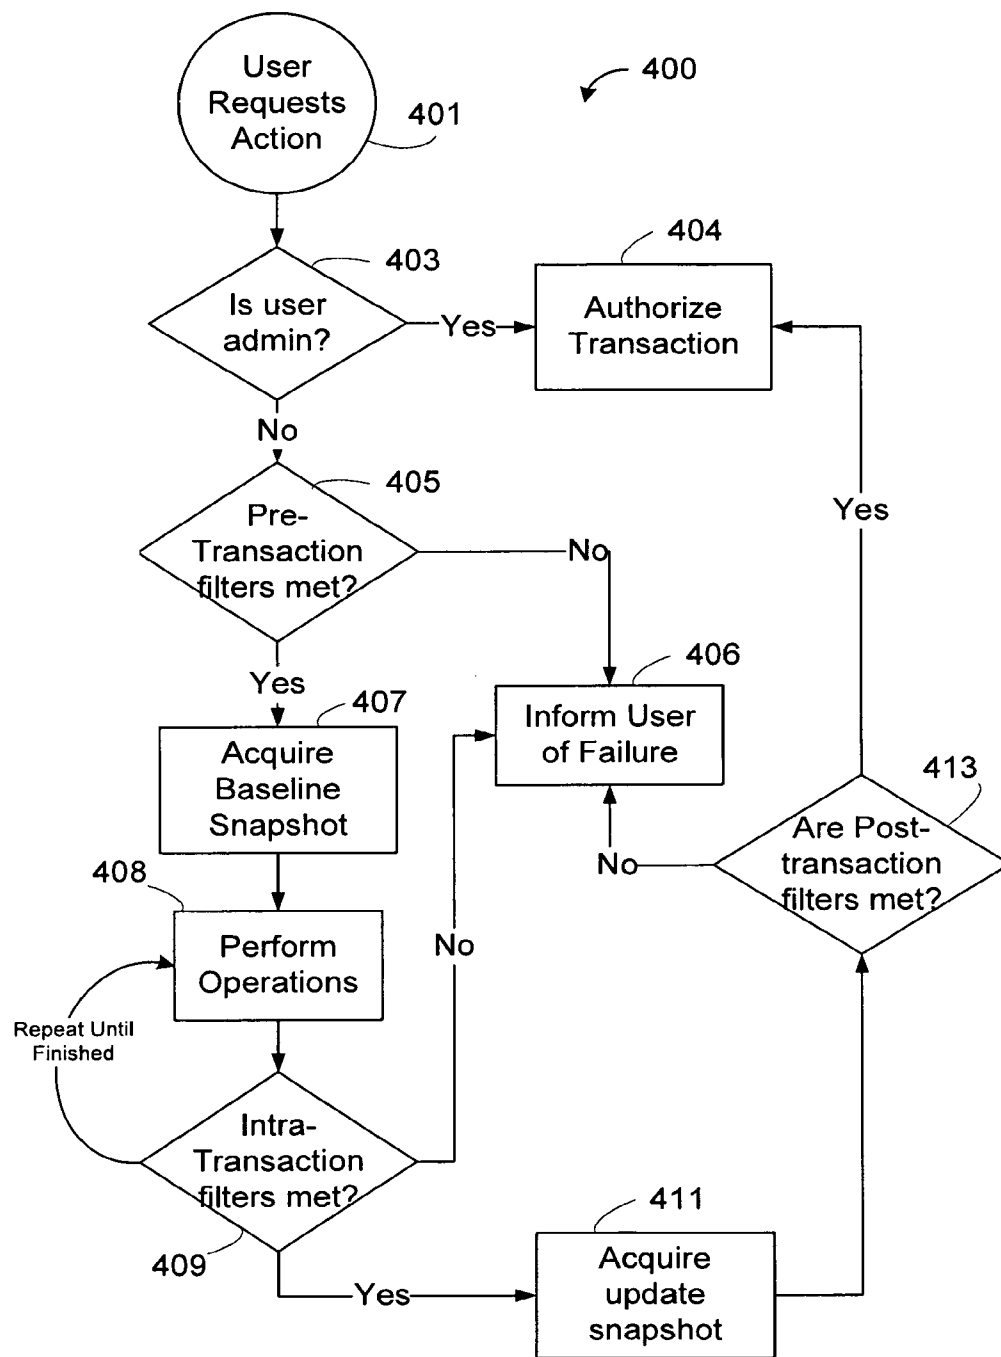 User
Requests
Action
401
400
403
Is user
admin?
Yes
404
Authorize
Transaction
No
405
Pre-
Transaction
filters met?
No
Yes
Yes
406
Inform User
of Failure
407
Acquire
Baseline
Snapshot
413
Are Post-
transaction
filters met?
No
408
Perform
Operations
No
Repeat Until
Finished
Intra-
Transaction
filters met?
409
Yes
411
Acquire
update
snapshot